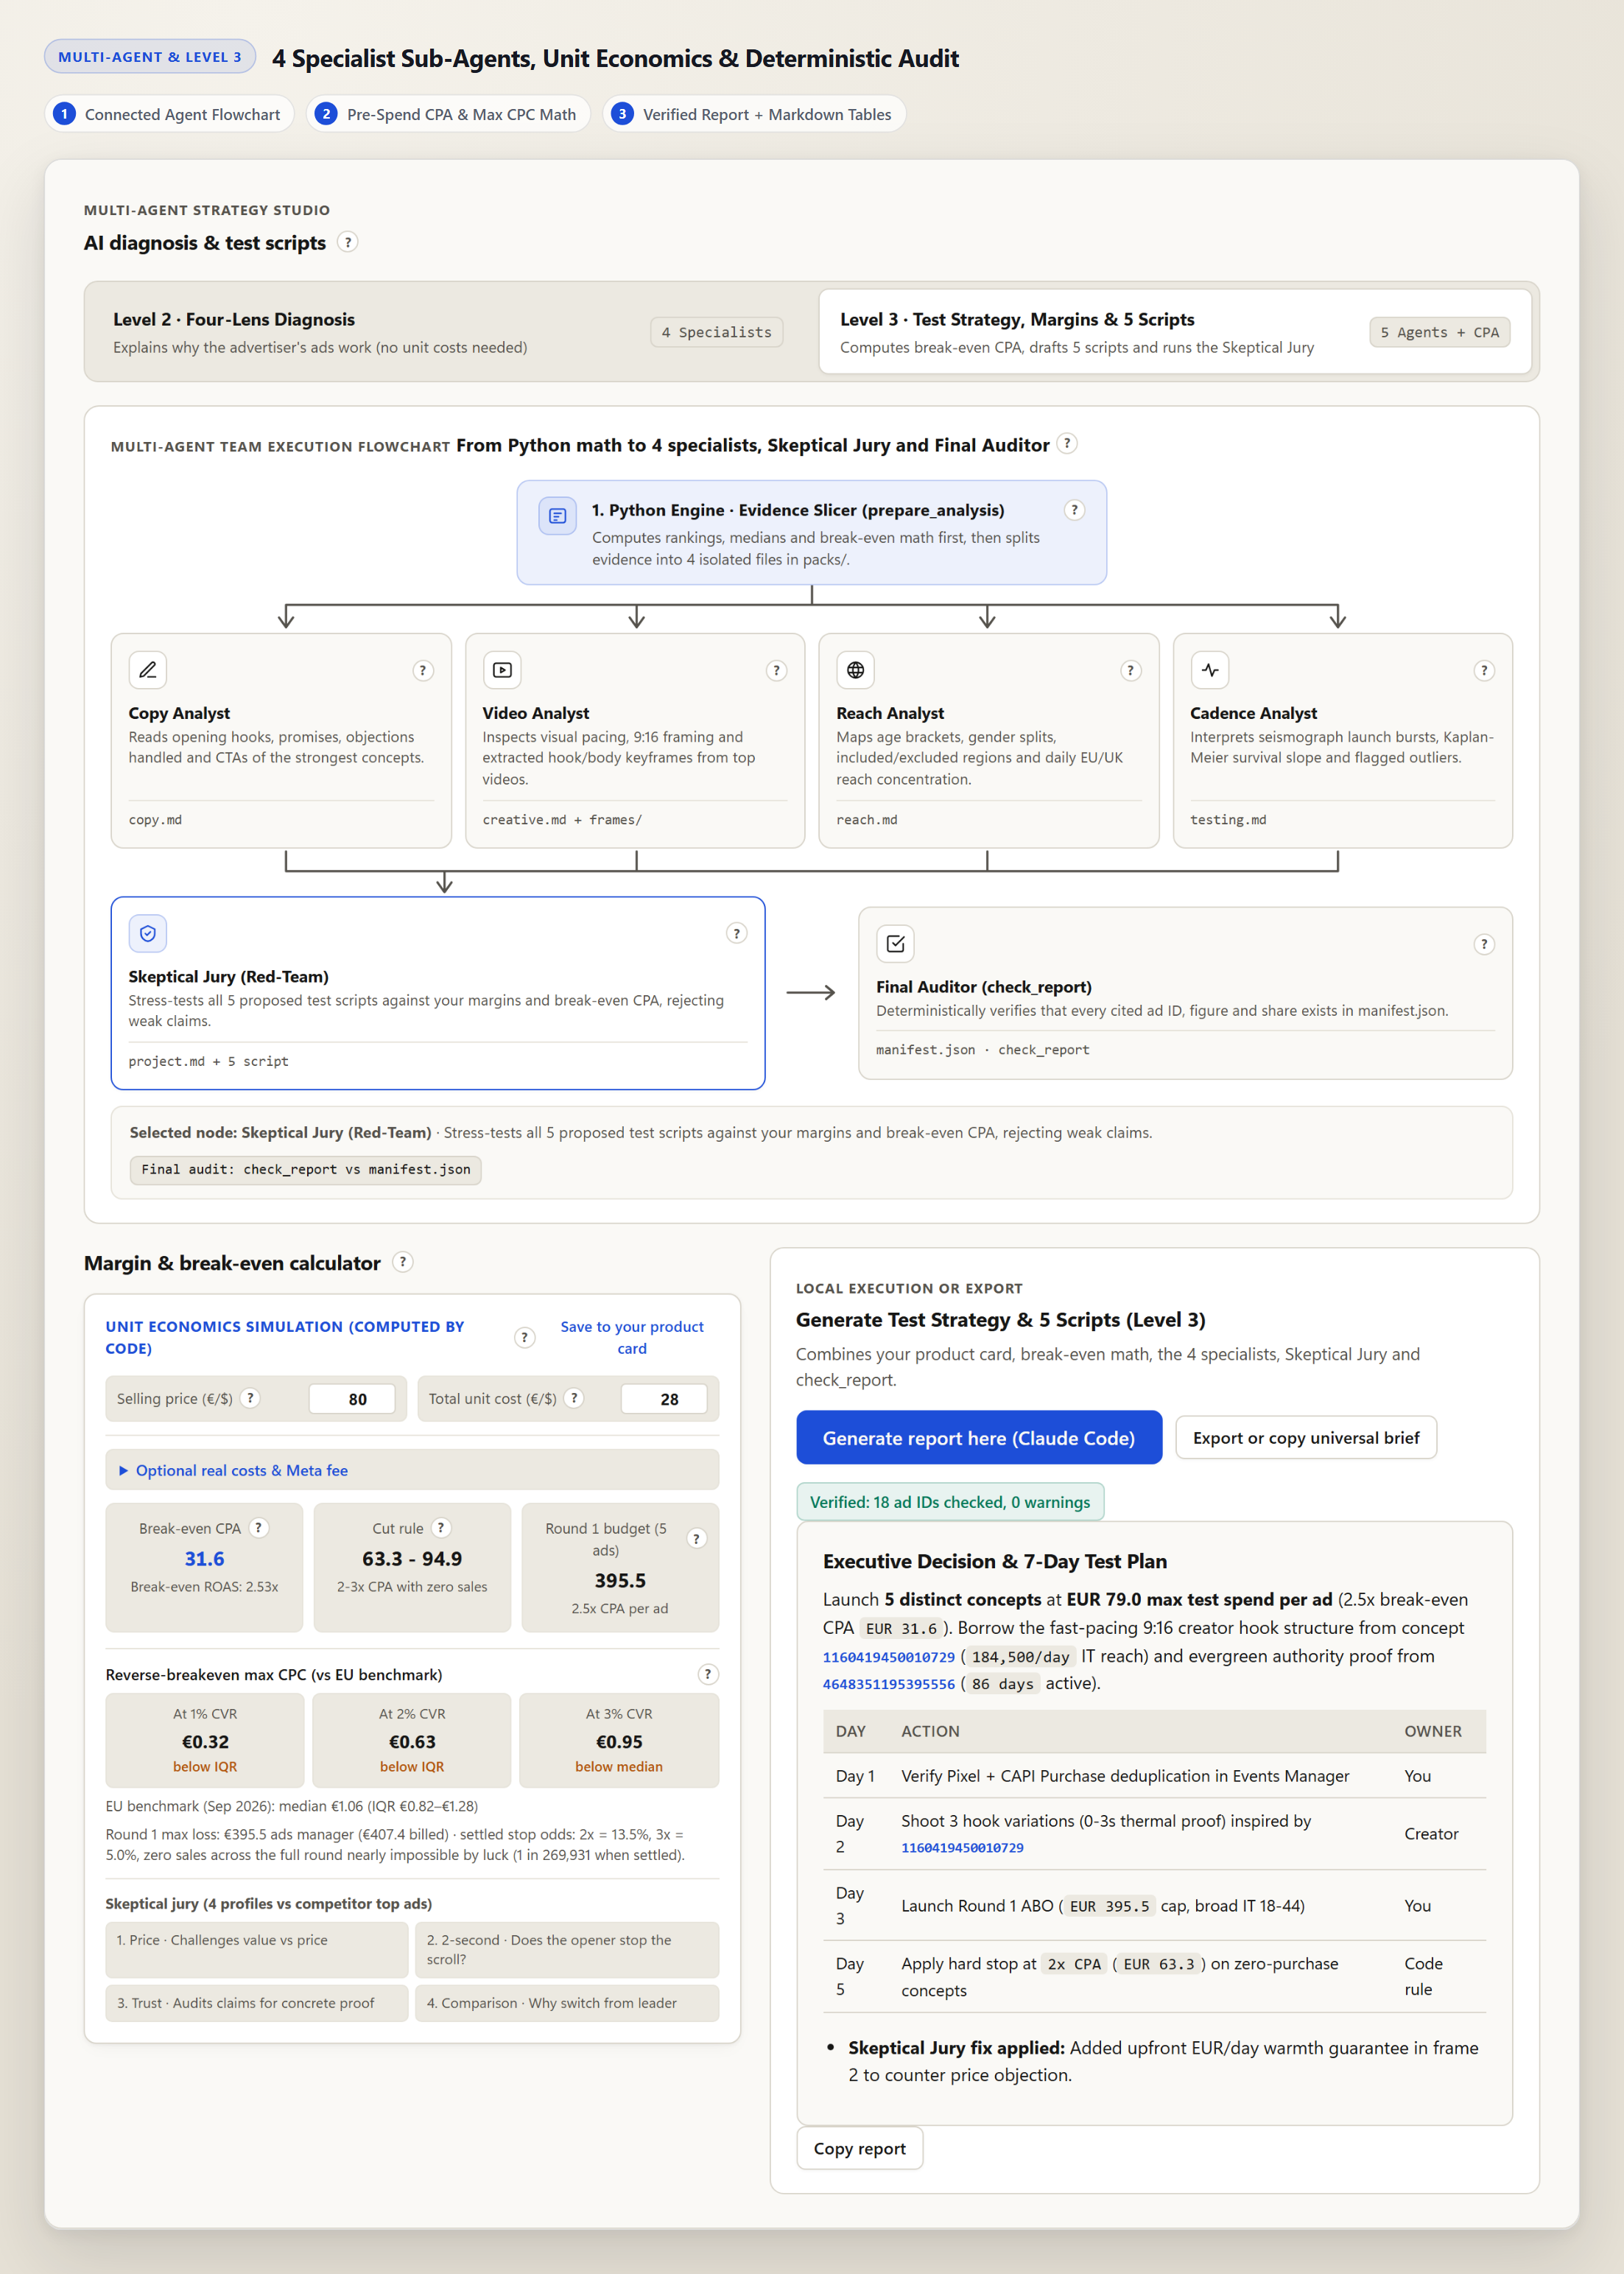 MULTI-AGENT & LEVEL 3
4 Specialist Sub-Agents, Unit Economics & Deterministic Audit
1 Connected Agent Flowchart
2 Pre-Spend CPA & Max CPC Math
3 Verified Report + Markdown Tables
MULTI-AGENT STRATEGY STUDIO
AI diagnosis & test scripts ?
Level 2 · Four-Lens Diagnosis
Explains why the advertiser's ads work (no unit costs needed)
4 Specialists
Level 3 · Test Strategy, Margins & 5 Scripts
Computes break-even CPA, drafts 5 scripts and runs the Skeptical Jury
5 Agents + CPA
MULTI-AGENT TEAM EXECUTION FLOWCHART From Python math to 4 specialists, Skeptical Jury and Final Auditor ?
1. Python Engine · Evidence Slicer (prepare_analysis) ?
Computes rankings, medians and break-even math first, then splits
evidence into 4 isolated files in packs/.
?
Copy Analyst
Reads opening hooks, promises, objections
handled and CTAs of the strongest concepts.
copy.md
?
Video Analyst
Inspects visual pacing, 9:16 framing and
extracted hook/body keyframes from top
videos.
creative.md + frames/
?
Reach Analyst
Maps age brackets, gender splits,
included/excluded regions and daily EU/UK
reach concentration.
reach.md
?
Cadence Analyst
Interprets seismograph launch bursts, Kaplan-
Meier survival slope and flagged outliers.
testing.md
?
Skeptical Jury (Red-Team)
Stress-tests all 5 proposed test scripts against your margins and break-even CPA, rejecting
weak claims.
project.md + 5 script
?
Final Auditor (check_report)
Deterministically verifies that every cited ad ID, figure and share exists in manifest.json.
manifest.json · check_report
Selected node: Skeptical Jury (Red-Team) · Stress-tests all 5 proposed test scripts against your margins and break-even CPA, rejecting weak claims.
Final audit: check_report vs manifest.json
Margin & break-even calculator ?
UNIT ECONOMICS SIMULATION (COMPUTED BY
CODE)
?
Save to your product
card
Selling price (€/$) ? 80
Total unit cost (€/$) ? 28
▶ Optional real costs & Meta fee
Break-even CPA ?
31.6
Break-even ROAS: 2.53x
Cut rule ?
63.3 - 94.9
2-3x CPA with zero sales
Round 1 budget (5
ads)
?
395.5
2.5x CPA per ad
Reverse-breakeven max CPC (vs EU benchmark) ?
At 1% CVR
€0.32
below IQR
At 2% CVR
€0.63
below IQR
At 3% CVR
€0.95
below median
EU benchmark (Sep 2026): median €1.06 (IQR €0.82–€1.28)
Round 1 max loss: €395.5 ads manager (€407.4 billed) · settled stop odds: 2x = 13.5%, 3x =
5.0%, zero sales across the full round nearly impossible by luck (1 in 269,931 when settled).
Skeptical jury (4 profiles vs competitor top ads)
1. Price · Challenges value vs price
2. 2-second · Does the opener stop the
scroll?
3. Trust · Audits claims for concrete proof
4. Comparison · Why switch from leader
LOCAL EXECUTION OR EXPORT
Generate Test Strategy & 5 Scripts (Level 3)
Combines your product card, break-even math, the 4 specialists, Skeptical Jury and
check_report.
Generate report here (Claude Code)
Export or copy universal brief
Verified: 18 ad IDs checked, 0 warnings
Executive Decision & 7-Day Test Plan
Launch 5 distinct concepts at EUR 79.0 max test spend per ad (2.5x break-even
CPA EUR 31.6). Borrow the fast-pacing 9:16 creator hook structure from concept
1160419450010729 (184,500/day IT reach) and evergreen authority proof from
4648351195395556 (86 days active).
DAY ACTION OWNER
Day 1 Verify Pixel + CAPI Purchase deduplication in Events Manager You
Day
2
Shoot 3 hook variations (0-3s thermal proof) inspired by
1160419450010729
Creator
Day
3
Launch Round 1 ABO (EUR 395.5 cap, broad IT 18-44)
You
Day
5
Apply hard stop at 2x CPA (EUR 63.3) on zero-purchase
concepts
Code
rule
• Skeptical Jury fix applied: Added upfront EUR/day warmth guarantee in frame
2 to counter price objection.
Copy report